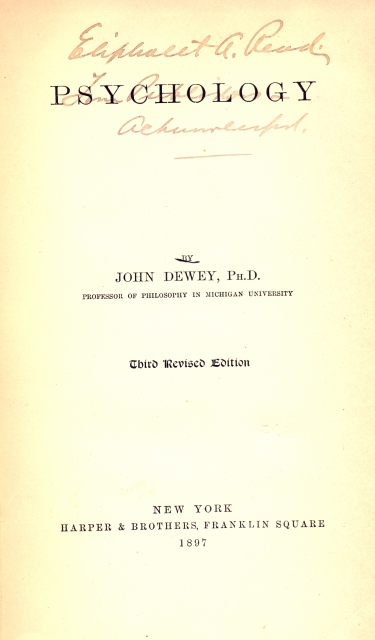 Eliphalet A. Read,
PSYCHOLOGY
BY
JOHN DEWEY, PH.D.
PROFESSOR OF PHILOSOPHY IN MICHIGAN UNIVERSITY
Third Revised Edition
NEW YORK
HARPER & BROTHERS, FRANKLIN SQUARE
1897